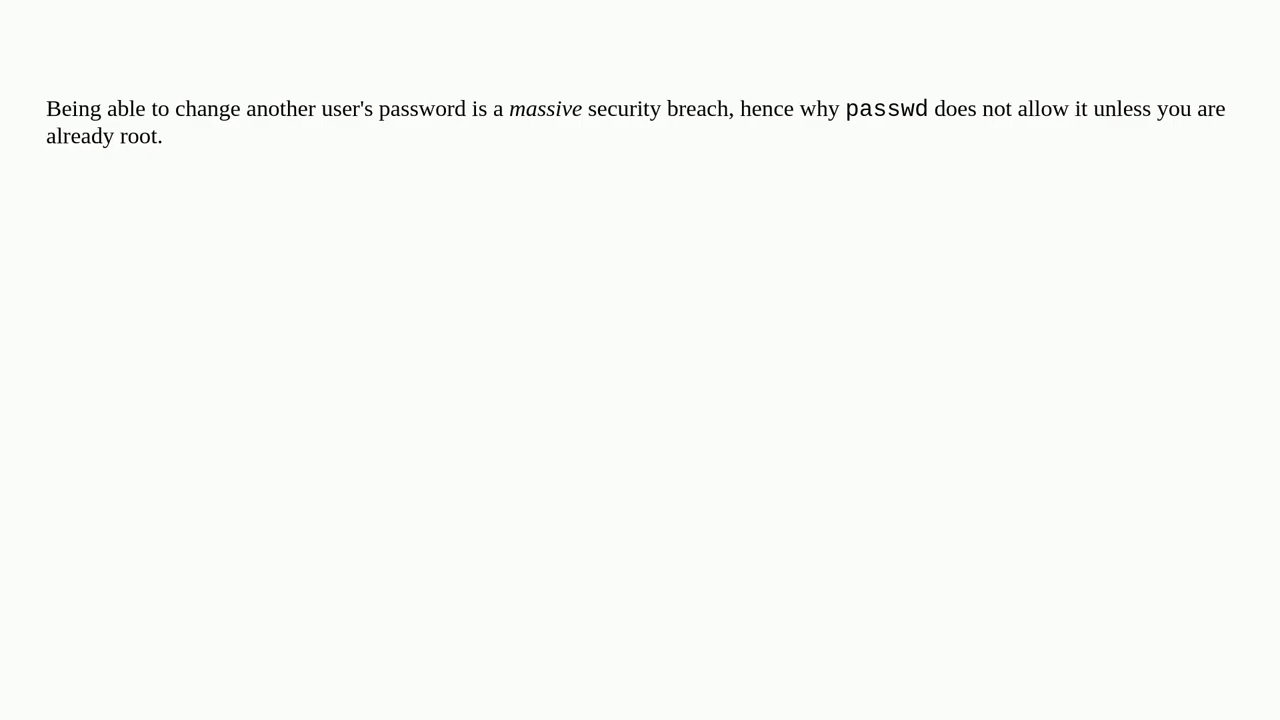 Being able to change another user's password is a massive security breach, hence why passwd does not allow it unless you are
already root.